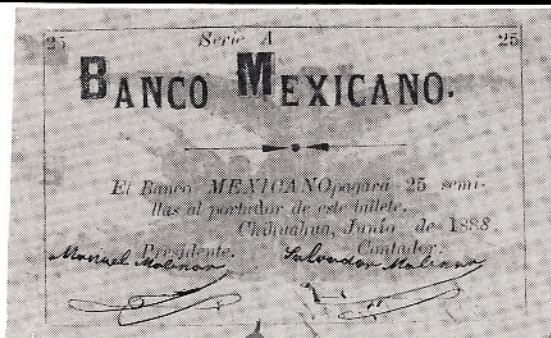 25 Serie A 25
BANCO MEXICANO.
El Banco MEXICANO pagará 25 semi-
llas al portador de este billete.
Chihuahua, Junio de 1888.
Presidente. Contador.
Manuel Molinar Salvador Molinar